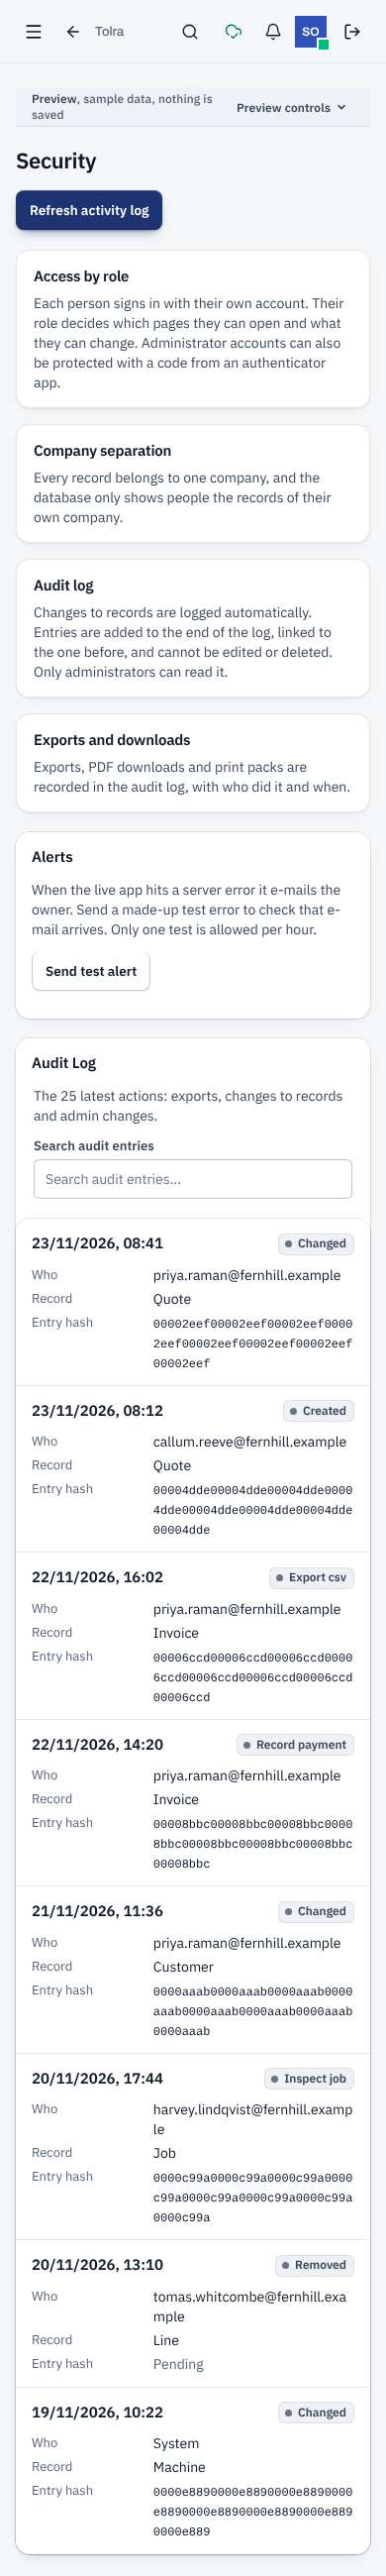 Tolra
SO
Preview, sample data, nothing is
saved
Preview controls
Security
Refresh activity log
Access by role
Each person signs in with their own account. Their
role decides which pages they can open and what
they can change. Administrator accounts can also
be protected with a code from an authenticator
app.
Company separation
Every record belongs to one company, and the
database only shows people the records of their
own company.
Audit log
Changes to records are logged automatically.
Entries are added to the end of the log, linked to
the one before, and cannot be edited or deleted.
Only administrators can read it.
Exports and downloads
Exports, PDF downloads and print packs are
recorded in the audit log, with who did it and when.
Alerts
When the live app hits a server error it e-mails the
owner. Send a made-up test error to check that e-
mail arrives. Only one test is allowed per hour.
Send test alert
Audit Log
The 25 latest actions: exports, changes to records
and admin changes.
Search audit entries
Search audit entries...
23/11/2026, 08:41 Changed
Who priya.raman@fernhill.example
Record Quote
Entry hash 00002eef00002eef00002eef0000
2eef00002eef00002eef00002eef
00002eef
23/11/2026, 08:12 Created
Who callum.reeve@fernhill.example
Record Quote
Entry hash 00004dde00004dde00004dde0000
4dde00004dde00004dde00004dde
00004dde
22/11/2026, 16:02 Export csv
Who priya.raman@fernhill.example
Record Invoice
Entry hash 00006ccd00006ccd00006ccd0000
6ccd00006ccd00006ccd00006ccd
00006ccd
22/11/2026, 14:20 Record payment
Who priya.raman@fernhill.example
Record Invoice
Entry hash 00008bbc00008bbc00008bbc0000
8bbc00008bbc00008bbc00008bbc
00008bbc
21/11/2026, 11:36 Changed
Who priya.raman@fernhill.example
Record Customer
Entry hash 0000aaab0000aaab0000aaab0000
aaab0000aaab0000aaab0000aaab
0000aaab
20/11/2026, 17:44 Inspect job
Who harvey.lindqvist@fernhill.examp
le
Record Job
Entry hash 0000c99a0000c99a0000c99a0000
c99a0000c99a0000c99a0000c99a
0000c99a
20/11/2026, 13:10 Removed
Who tomas.whitcombe@fernhill.exa
mple
Record Line
Entry hash Pending
19/11/2026, 10:22 Changed
Who System
Record Machine
Entry hash 0000e8890000e8890000e8890000
e8890000e8890000e8890000e889
0000e889